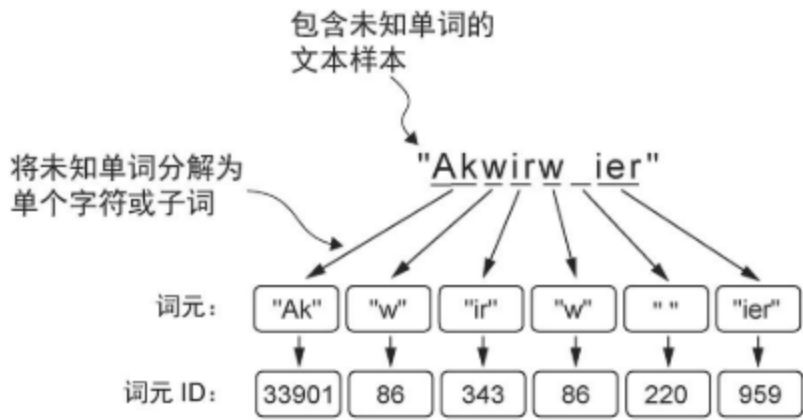 包含未知单词的
文本样本
"Akwirw ier"
将未知单词分解为
单个字符或子词
词元： "Ak" "w" "ir" "w" " " "ier"
词元 ID： 33901 86 343 86 220 959